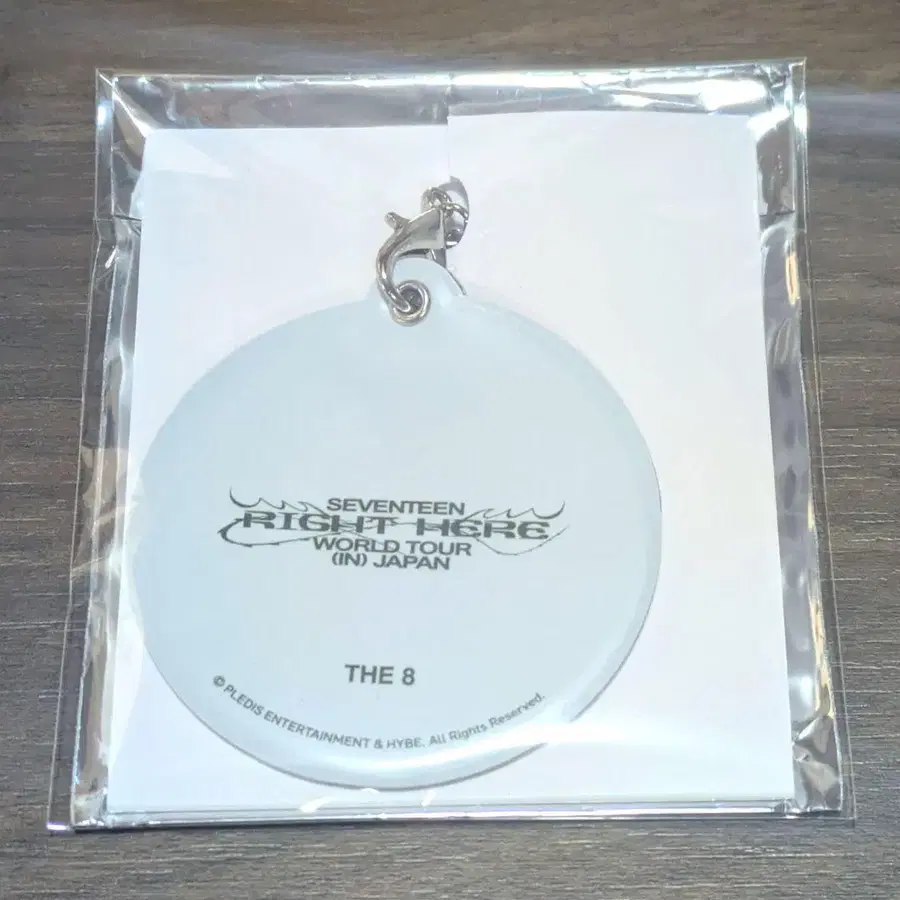 SEVENTEEN
RIGHT HERE
WORLD TOUR
(IN) JAPAN
THE 8
© PLEDIS ENTERTAINMENT & HYBE. All Rights Reserved.